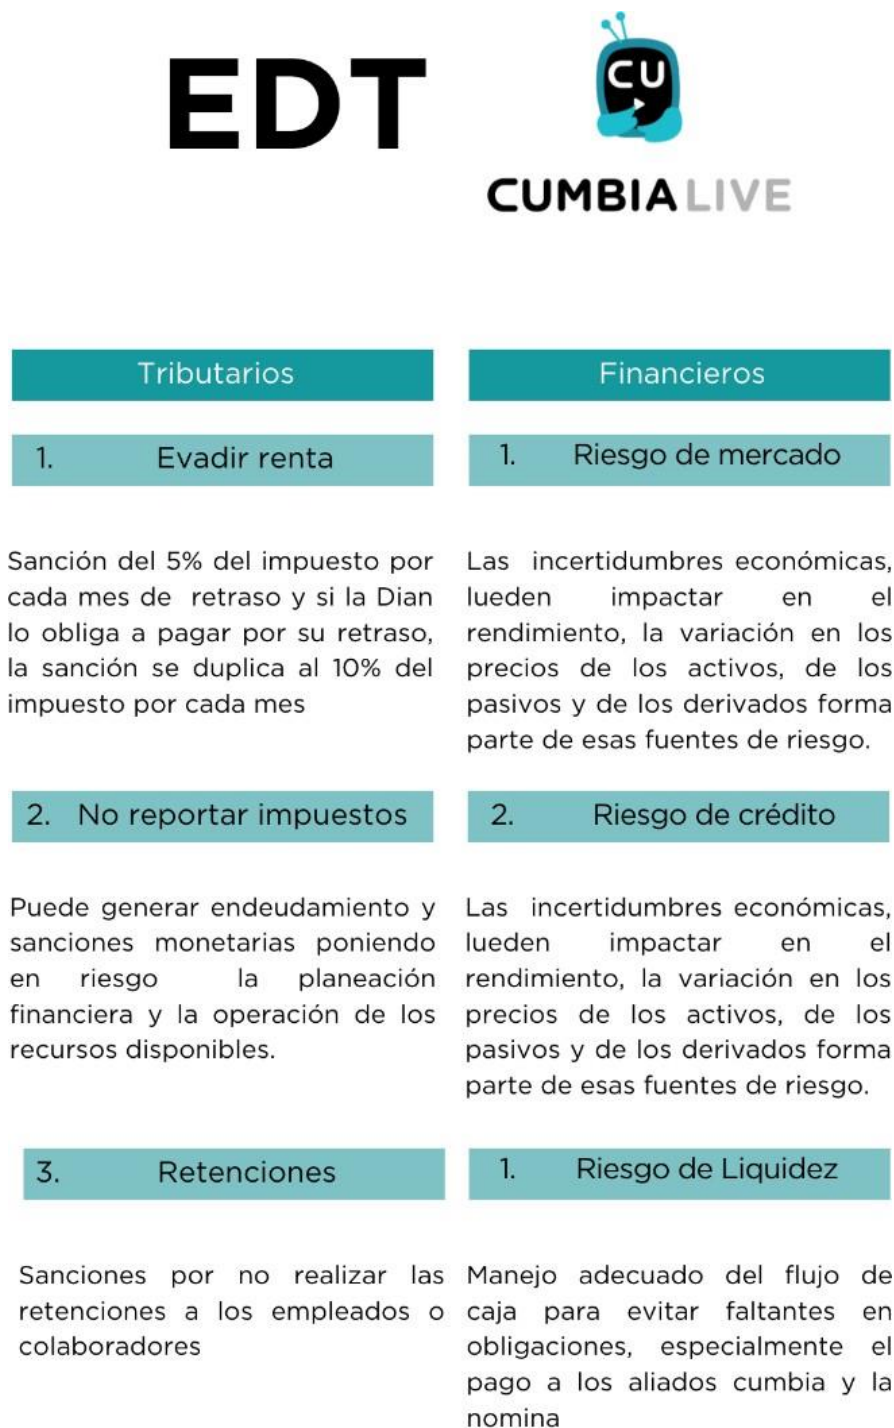 EDT
CU
CUMBIA LIVE
Tributarios
1. Evadir renta
Sanción del 5% del impuesto por
cada mes de retraso y si la Dian
lo obliga a pagar por su retraso,
la sanción se duplica al 10% del
impuesto por cada mes
2. No reportar impuestos
Puede generar endeudamiento y
sanciones monetarias poniendo
en riesgo la planeación
financiera y la operación de los
recursos disponibles.
3. Retenciones
Sanciones por no realizar las
retenciones a los empleados o
colaboradores
Financieros
1. Riesgo de mercado
Las incertidumbres económicas,
lueden impactar en el
rendimiento, la variación en los
precios de los activos, de los
pasivos y de los derivados forma
parte de esas fuentes de riesgo.
2. Riesgo de crédito
Las incertidumbres económicas,
lueden impactar en el
rendimiento, la variación en los
precios de los activos, de los
pasivos y de los derivados forma
parte de esas fuentes de riesgo.
1. Riesgo de Liquidez
Manejo adecuado del flujo de
caja para evitar faltantes en
obligaciones, especialmente el
pago a los aliados cumbia y la
nomina